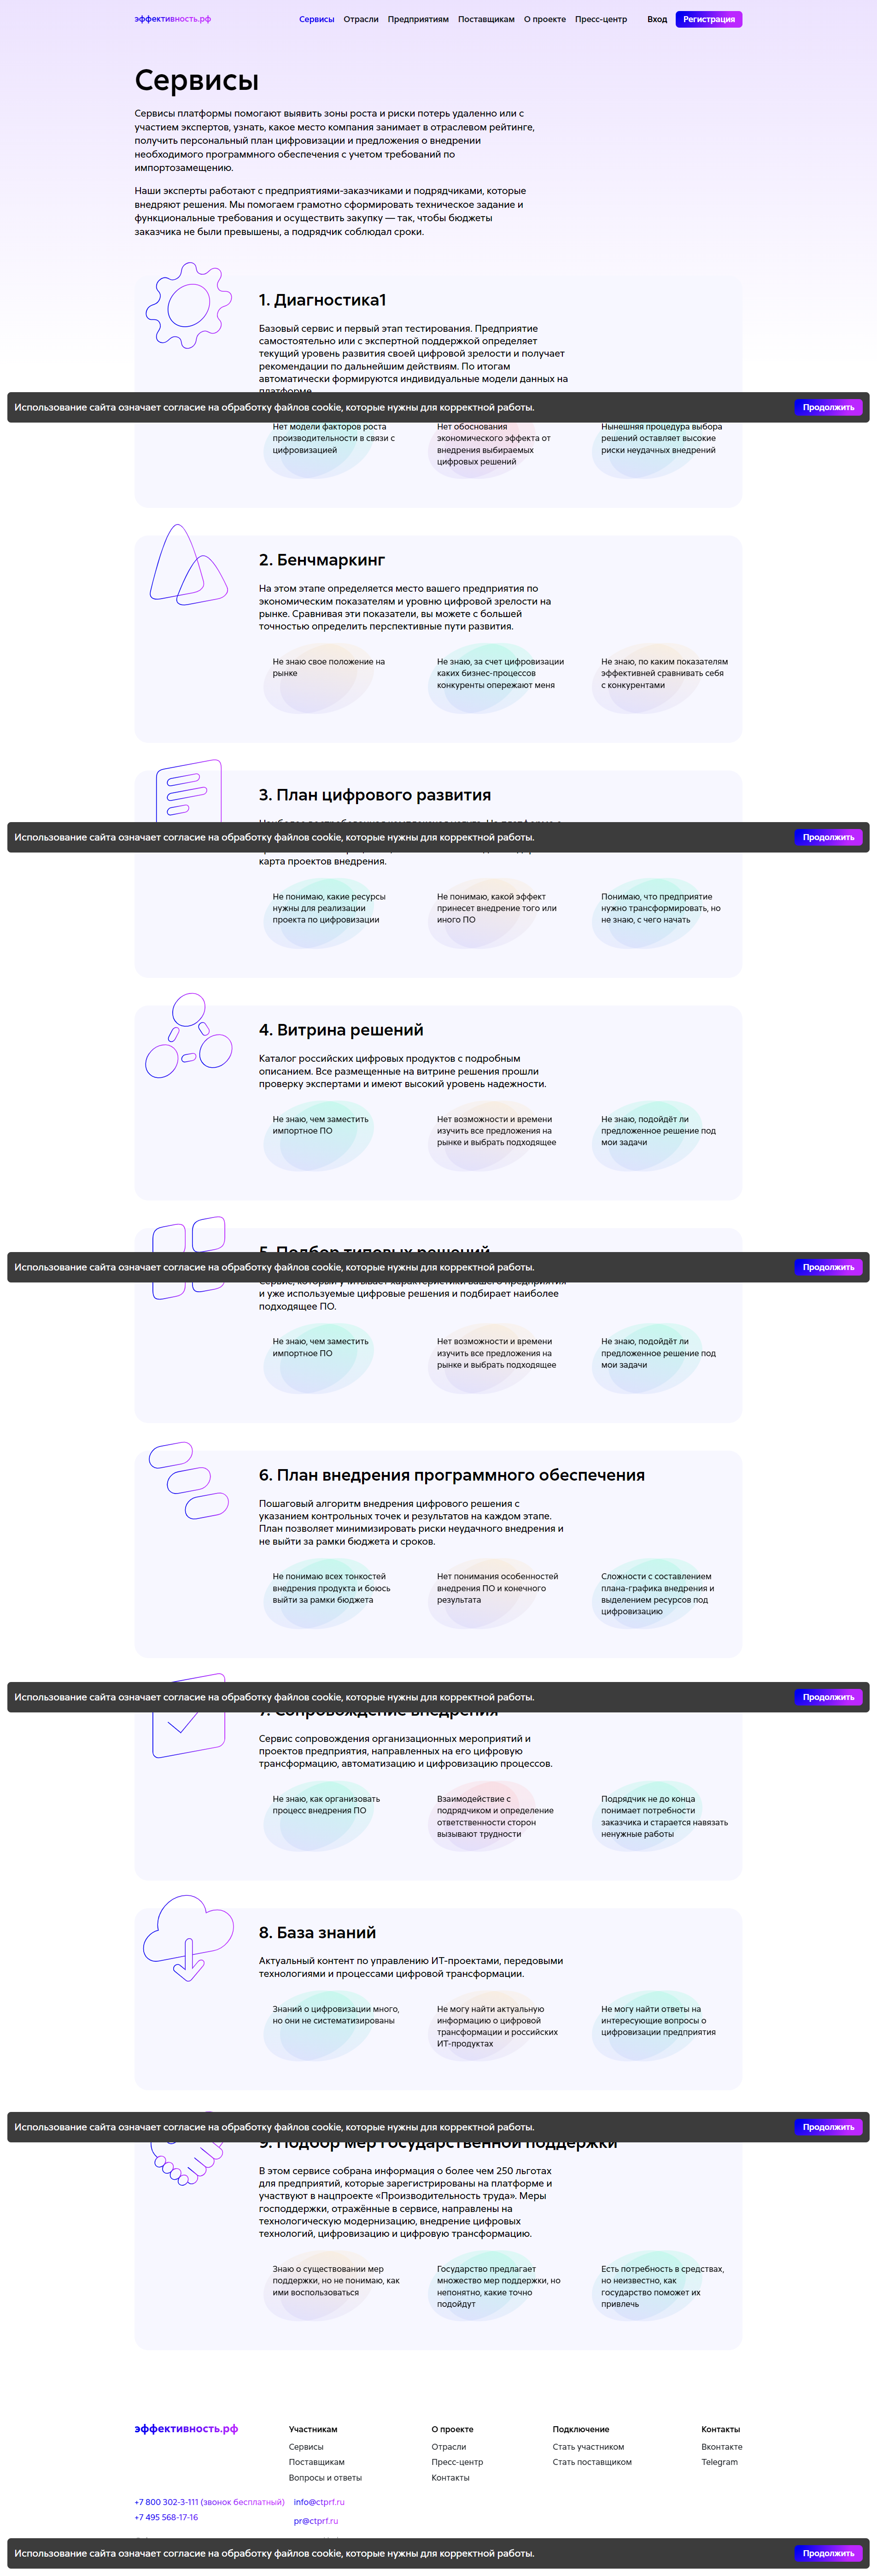 эффективность.рф
Сервисы Отрасли Предприятиям Поставщикам О проекте Пресс-центр Вход Регистрация
Сервисы
Сервисы платформы помогают выявить зоны роста и риски потерь удаленно или с
участием экспертов, узнать, какое место компания занимает в отраслевом рейтинге,
получить персональный план цифровизации и предложения о внедрении
необходимого программного обеспечения с учетом требований по
импортозамещению.
Наши эксперты работают с предприятиями-заказчиками и подрядчиками, которые
внедряют решения. Мы помогаем грамотно сформировать техническое задание и
функциональные требования и осуществить закупку — так, чтобы бюджеты
заказчика не были превышены, а подрядчик соблюдал сроки.
1. Диагностика1
Базовый сервис и первый этап тестирования. Предприятие
самостоятельно или с экспертной поддержкой определяет
текущий уровень развития своей цифровой зрелости и получает
рекомендации по дальнейшим действиям. По итогам
автоматически формируются индивидуальные модели данных на
платформе.
Использование сайта означает согласие на обработку файлов cookie, которые нужны для корректной работы.
Продолжить
Нет модели факторов роста
производительности в связи с
цифровизацией
Нет обоснования
экономического эффекта от
внедрения выбираемых
цифровых решений
Нынешняя процедура выбора
решений оставляет высокие
риски неудачных внедрений
2. Бенчмаркинг
На этом этапе определяется место вашего предприятия по
экономическим показателям и уровню цифровой зрелости на
рынке. Сравнивая эти показатели, вы можете с большей
точностью определить перспективные пути развития.
Не знаю свое положение на
рынке
Не знаю, за счет цифровизации
каких бизнес-процессов
конкуренты опережают меня
Не знаю, по каким показателям
эффективней сравнивать себя
с конкурентами
3. План цифрового развития
Использование сайта означает согласие на обработку файлов cookie, которые нужны для корректной работы.
Продолжить
карта проектов внедрения.
Не понимаю, какие ресурсы
нужны для реализации
проекта по цифровизации
Не понимаю, какой эффект
принесет внедрение того или
иного ПО
Понимаю, что предприятие
нужно трансформировать, но
не знаю, с чего начать
4. Витрина решений
Каталог российских цифровых продуктов с подробным
описанием. Все размещенные на витрине решения прошли
проверку экспертами и имеют высокий уровень надежности.
Не знаю, чем заместить
импортное ПО
Нет возможности и времени
изучить все предложения на
рынке и выбрать подходящее
Не знаю, подойдёт ли
предложенное решение под
мои задачи
5. Подбор типовых решений
Использование сайта означает согласие на обработку файлов cookie, которые нужны для корректной работы.
Продолжить
Сервис, который учитывает характеристики вашего предприятия
и уже используемые цифровые решения и подбирает наиболее
подходящее ПО.
Не знаю, чем заместить
импортное ПО
Нет возможности и времени
изучить все предложения на
рынке и выбрать подходящее
Не знаю, подойдёт ли
предложенное решение под
мои задачи
6. План внедрения программного обеспечения
Пошаговый алгоритм внедрения цифрового решения с
указанием контрольных точек и результатов на каждом этапе.
План позволяет минимизировать риски неудачного внедрения и
не выйти за рамки бюджета и сроков.
Не понимаю всех тонкостей
внедрения продукта и боюсь
выйти за рамки бюджета
Нет понимания особенностей
внедрения ПО и конечного
результата
Сложности с составлением
плана-графика внедрения и
выделением ресурсов под
цифровизацию
Использование сайта означает согласие на обработку файлов cookie, которые нужны для корректной работы.
Продолжить
7. Сопровождение внедрения
Сервис сопровождения организационных мероприятий и
проектов предприятия, направленных на его цифровую
трансформацию, автоматизацию и цифровизацию процессов.
Не знаю, как организовать
процесс внедрения ПО
Взаимодействие с
подрядчиком и определение
ответственности сторон
вызывают трудности
Подрядчик не до конца
понимает потребности
заказчика и старается навязать
ненужные работы
8. База знаний
Актуальный контент по управлению ИТ-проектами, передовыми
технологиями и процессами цифровой трансформации.
Знаний о цифровизации много,
но они не систематизированы
Не могу найти актуальную
информацию о цифровой
трансформации и российских
ИТ-продуктах
Не могу найти ответы на
интересующие вопросы о
цифровизации предприятия
Использование сайта означает согласие на обработку файлов cookie, которые нужны для корректной работы.
Продолжить
9. Подбор мер государственной поддержки
В этом сервисе собрана информация о более чем 250 льготах
для предприятий, которые зарегистрированы на платформе и
участвуют в нацпроекте «Производительность труда». Меры
господдержки, отражённые в сервисе, направлены на
технологическую модернизацию, внедрение цифровых
технологий, цифровизацию и цифровую трансформацию.
Знаю о существовании мер
поддержки, но не понимаю, как
ими воспользоваться
Государство предлагает
множество мер поддержки, но
непонятно, какие точно
подойдут
Есть потребность в средствах,
но неизвестно, как
государство поможет их
привлечь
эффективность.рф
Участникам
Сервисы
Поставщикам
Вопросы и ответы
О проекте
Отрасли
Пресс-центр
Контакты
Подключение
Стать участником
Стать поставщиком
Контакты
Вконтакте
Telegram
+7 800 302-3-111 (звонок бесплатный)
+7 495 568-17-16
info@ctprf.ru
pr@ctprf.ru
Использование сайта означает согласие на обработку файлов cookie, которые нужны для корректной работы.
Продолжить